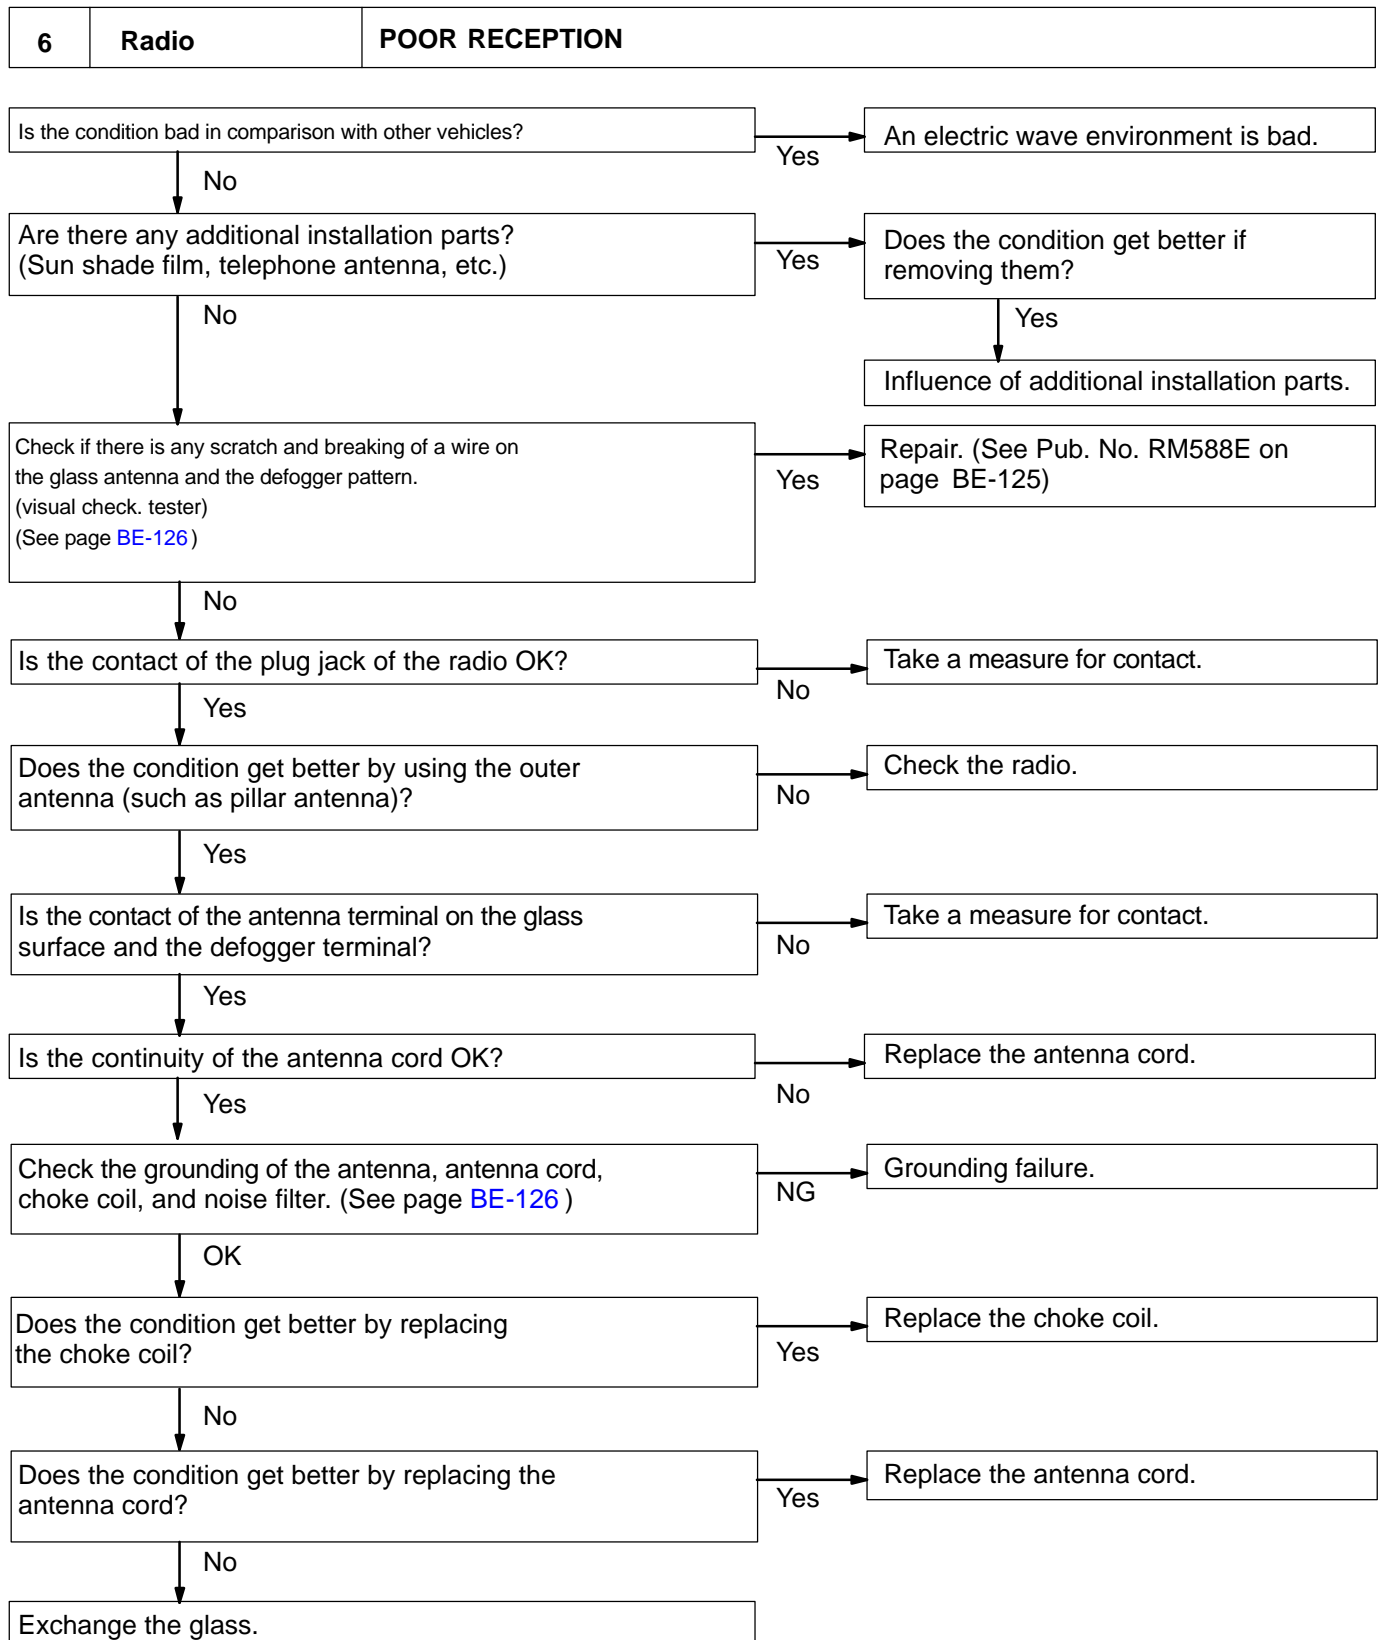 6 Radio POOR RECEPTION
Is the condition bad in comparison with other vehicles?
Yes
An electric wave environment is bad.
No
Are there any additional installation parts?
(Sun shade film, telephone antenna, etc.)
Yes
Does the condition get better if
removing them?
Yes
Influence of additional installation parts.
No
Check if there is any scratch and breaking of a wire on
the glass antenna and the defogger pattern.
(visual check. tester)
(See page BE-126 )
Yes
Repair. (See Pub. No. RM588E on
page BE-125)
No
Is the contact of the plug jack of the radio OK?
No
Take a measure for contact.
Yes
Does the condition get better by using the outer
antenna (such as pillar antenna)?
No
Check the radio.
Yes
Is the contact of the antenna terminal on the glass
surface and the defogger terminal?
No
Take a measure for contact.
Yes
Is the continuity of the antenna cord OK?
No
Replace the antenna cord.
Yes
Check the grounding of the antenna, antenna cord,
choke coil, and noise filter. (See page BE-126 )
NG
Grounding failure.
OK
Does the condition get better by replacing
the choke coil?
Yes
Replace the choke coil.
No
Does the condition get better by replacing the
antenna cord?
Yes
Replace the antenna cord.
No
Exchange the glass.